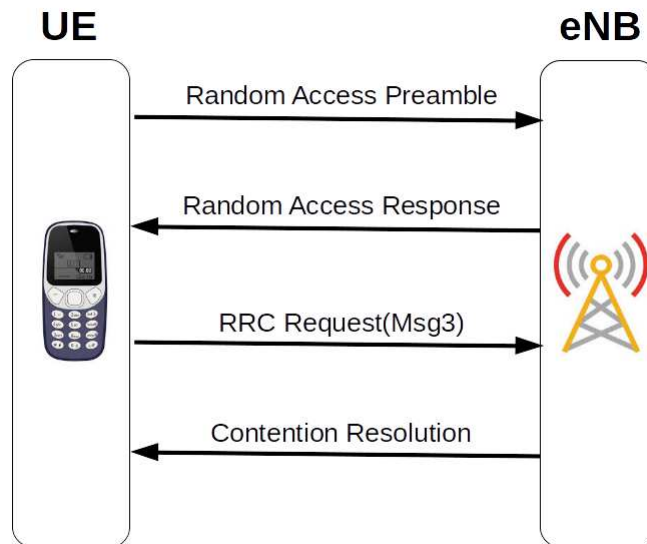 UE
eNB
Random Access Preamble
Random Access Response
RRC Request(Msg3)
Contention Resolution